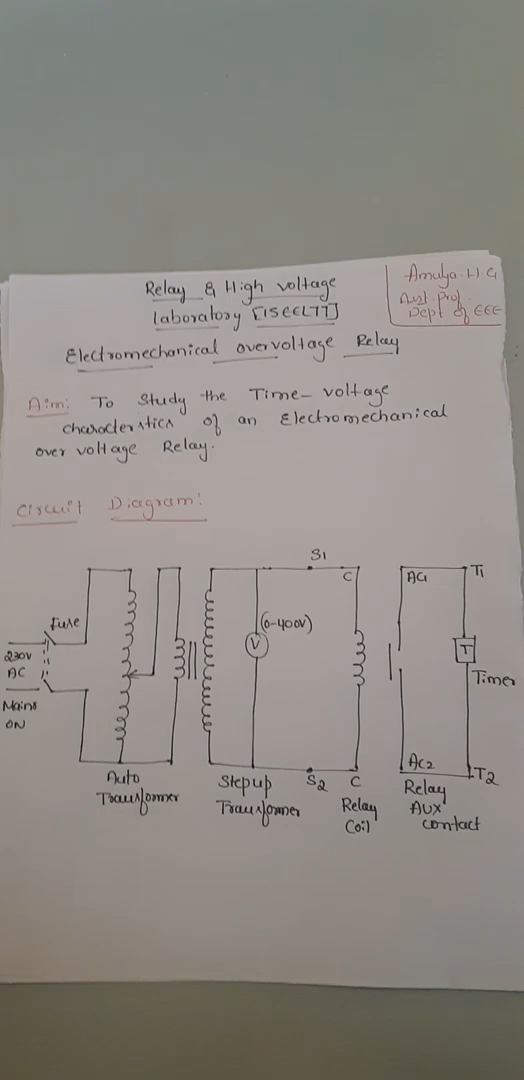 Relay & High voltage
laboratory [15EEL77]
Electromechanical overvoltage Relay
Amulya. H G
Asst. Prof.
Dept of EEE
Aim: To Study the Time- voltage
characteristics of an Electromechanical
over voltage Relay.
Circuit Diagram:
S1
C
AC1
T1
Fuse
(0-400V)
V
T
230V
AC
Timer
Mains
ON
AC2
T2
S2
C
Auto
Transformer
Stepup
Transformer
Relay
Coil
Relay
AUX
contact